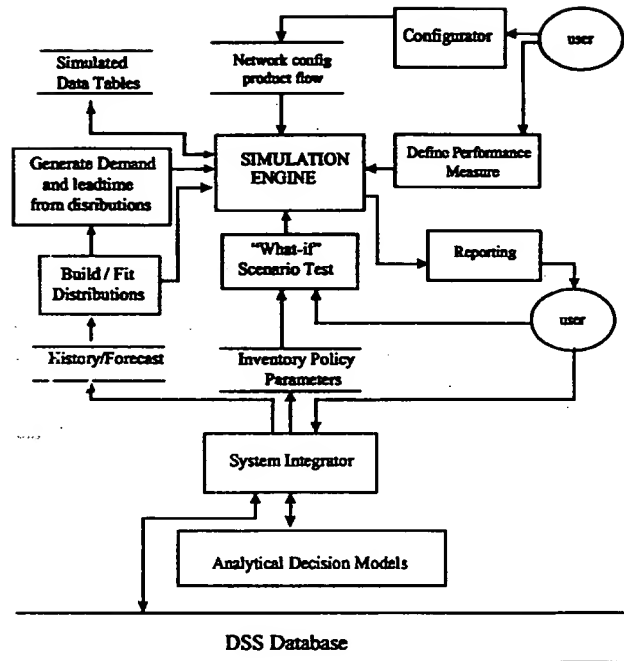 Configurator
user
Simulated
Data Tables
Network config
product flow
Generate Demand
and leadtime
from disributions
SIMULATION
ENGINE
Define Performance
Measure
"What-if"
Scenario Test
Reporting
Build / Fit
Distributions
user
History/Forecast
Inventory Policy
Parameters
System Integrator
Analytical Decision Models
DSS Database